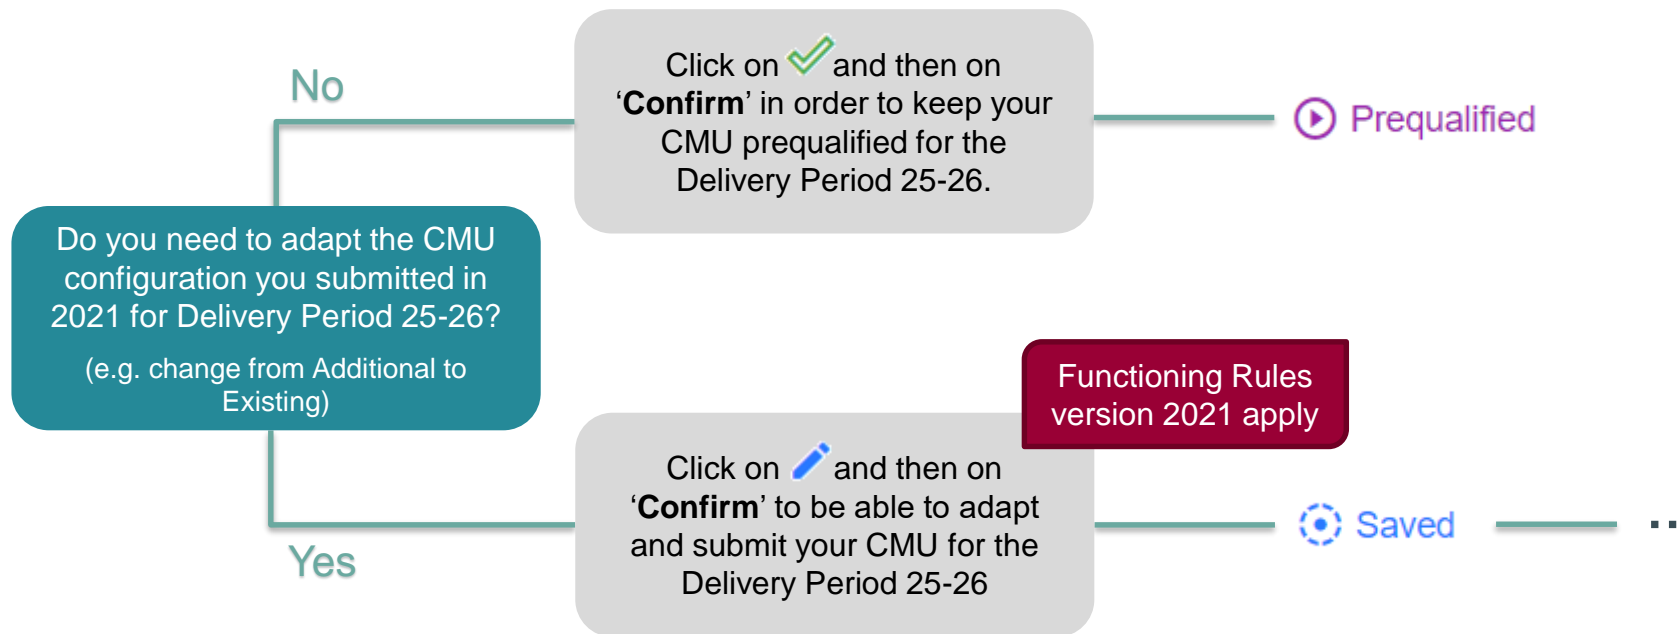 No
Click on and then on
‘Confirm’ in order to keep your
CMU prequalified for the
Delivery Period 25-26.
Prequalified
Do you need to adapt the CMU
configuration you submitted in
2021 for Delivery Period 25-26?
(e.g. change from Additional to
Existing)
Functioning Rules
version 2021 apply
Click on and then on
‘Confirm’ to be able to adapt
and submit your CMU for the
Delivery Period 25-26
Saved
..
Yes